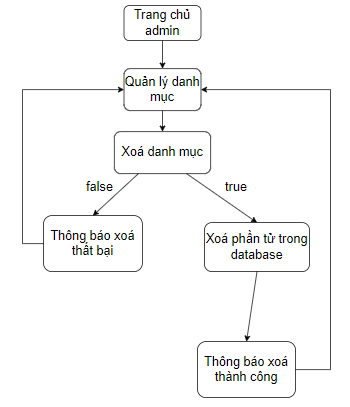 Trang chủ
admin
Quản lý danh
mục
Xoá danh mục
false
true
Thông báo xoá
thất bại
Xoá phần tử trong
database
Thông báo xoá
thành công